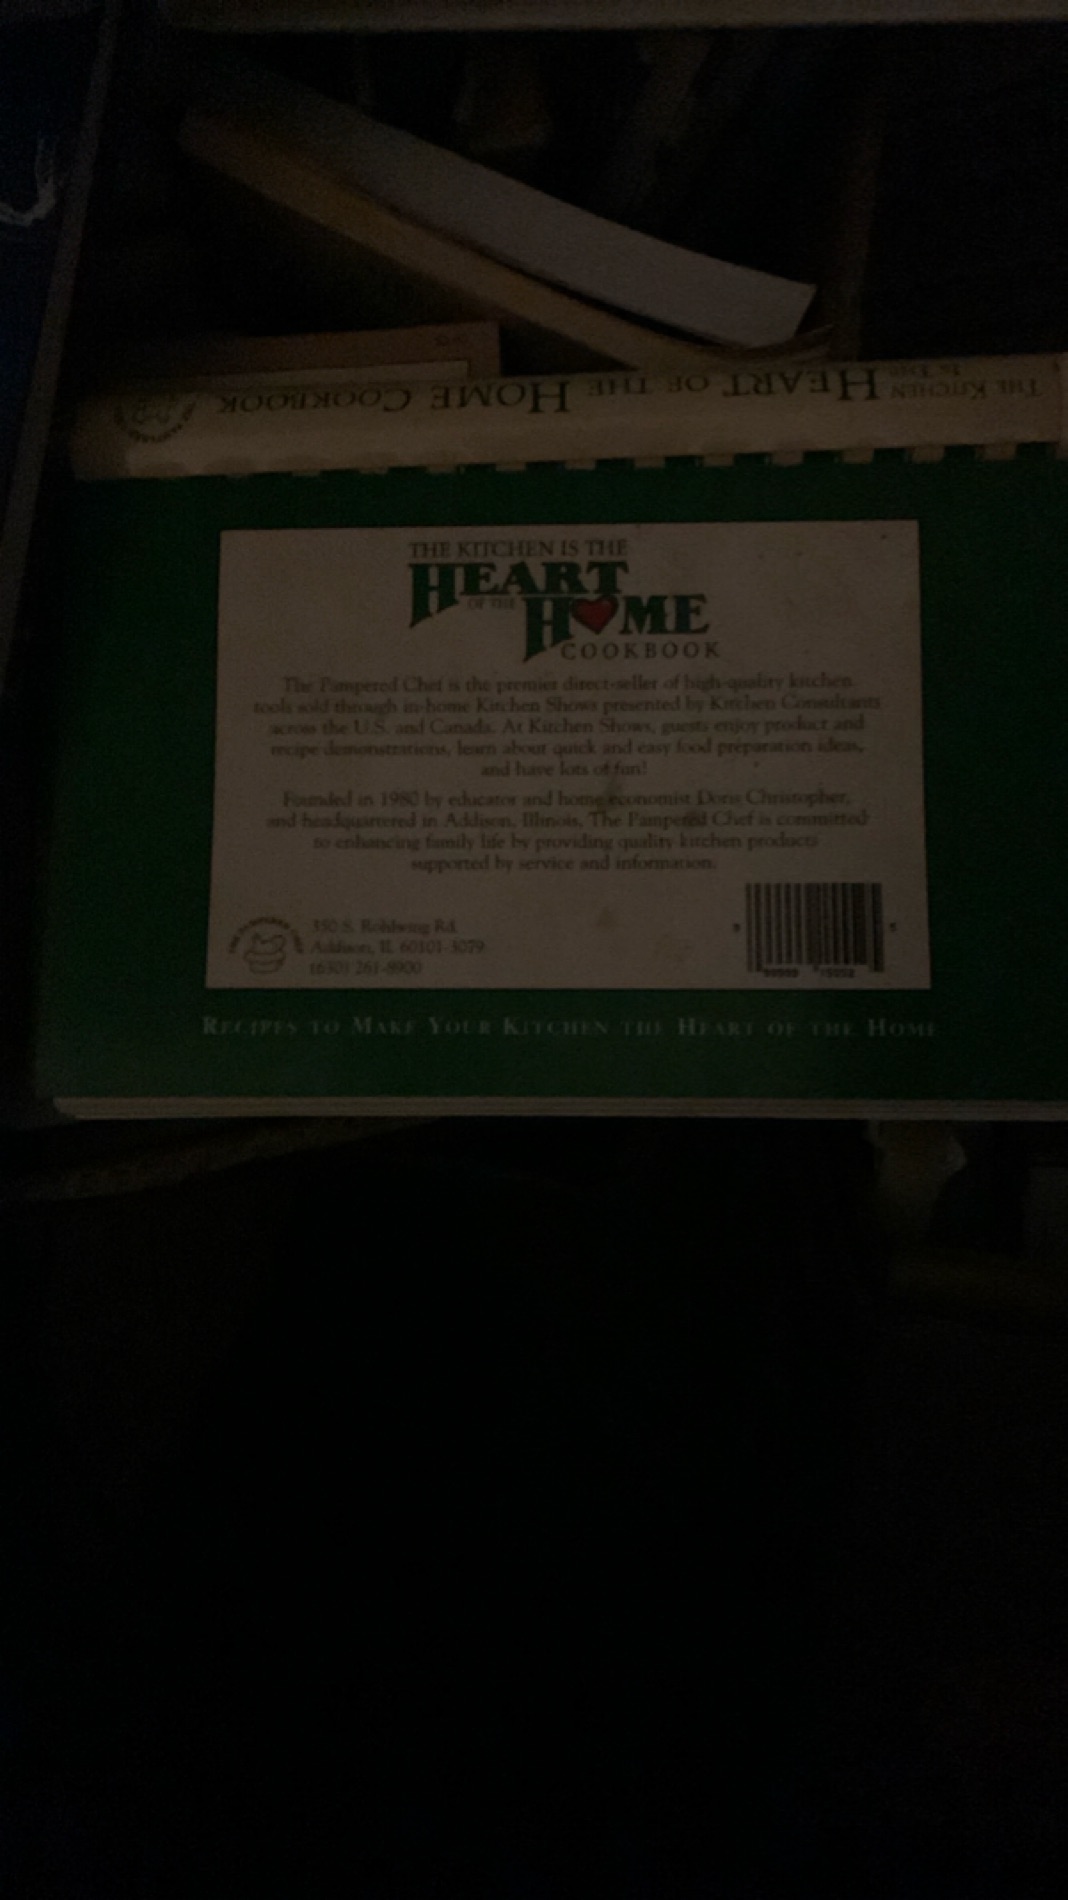 THE KITCHEN IS THE HEART OF THE HOME COOKBOOK
THE KITCHEN IS THE
HEART
OF THE
HOME
COOKBOOK
The Pampered Chef is the premier direct-seller of high-quality kitchen
tools sold through in-home Kitchen Shows presented by Kitchen Consultants
across the U.S. and Canada. At Kitchen Shows, guests enjoy product and
recipe demonstrations, learn about quick and easy food preparation ideas,
and have lots of fun!
Founded in 1980 by educator and home economist Doris Christopher,
and headquartered in Addison, Illinois, The Pampered Chef is committed
to enhancing family life by providing quality kitchen products
supported by service and information.
THE PAMPERED CHEF
350 S. Rohlwing Rd.
Addison, IL 60101-3079
(630) 261-8900
RECIPES TO MAKE YOUR KITCHEN THE HEART OF THE HOME